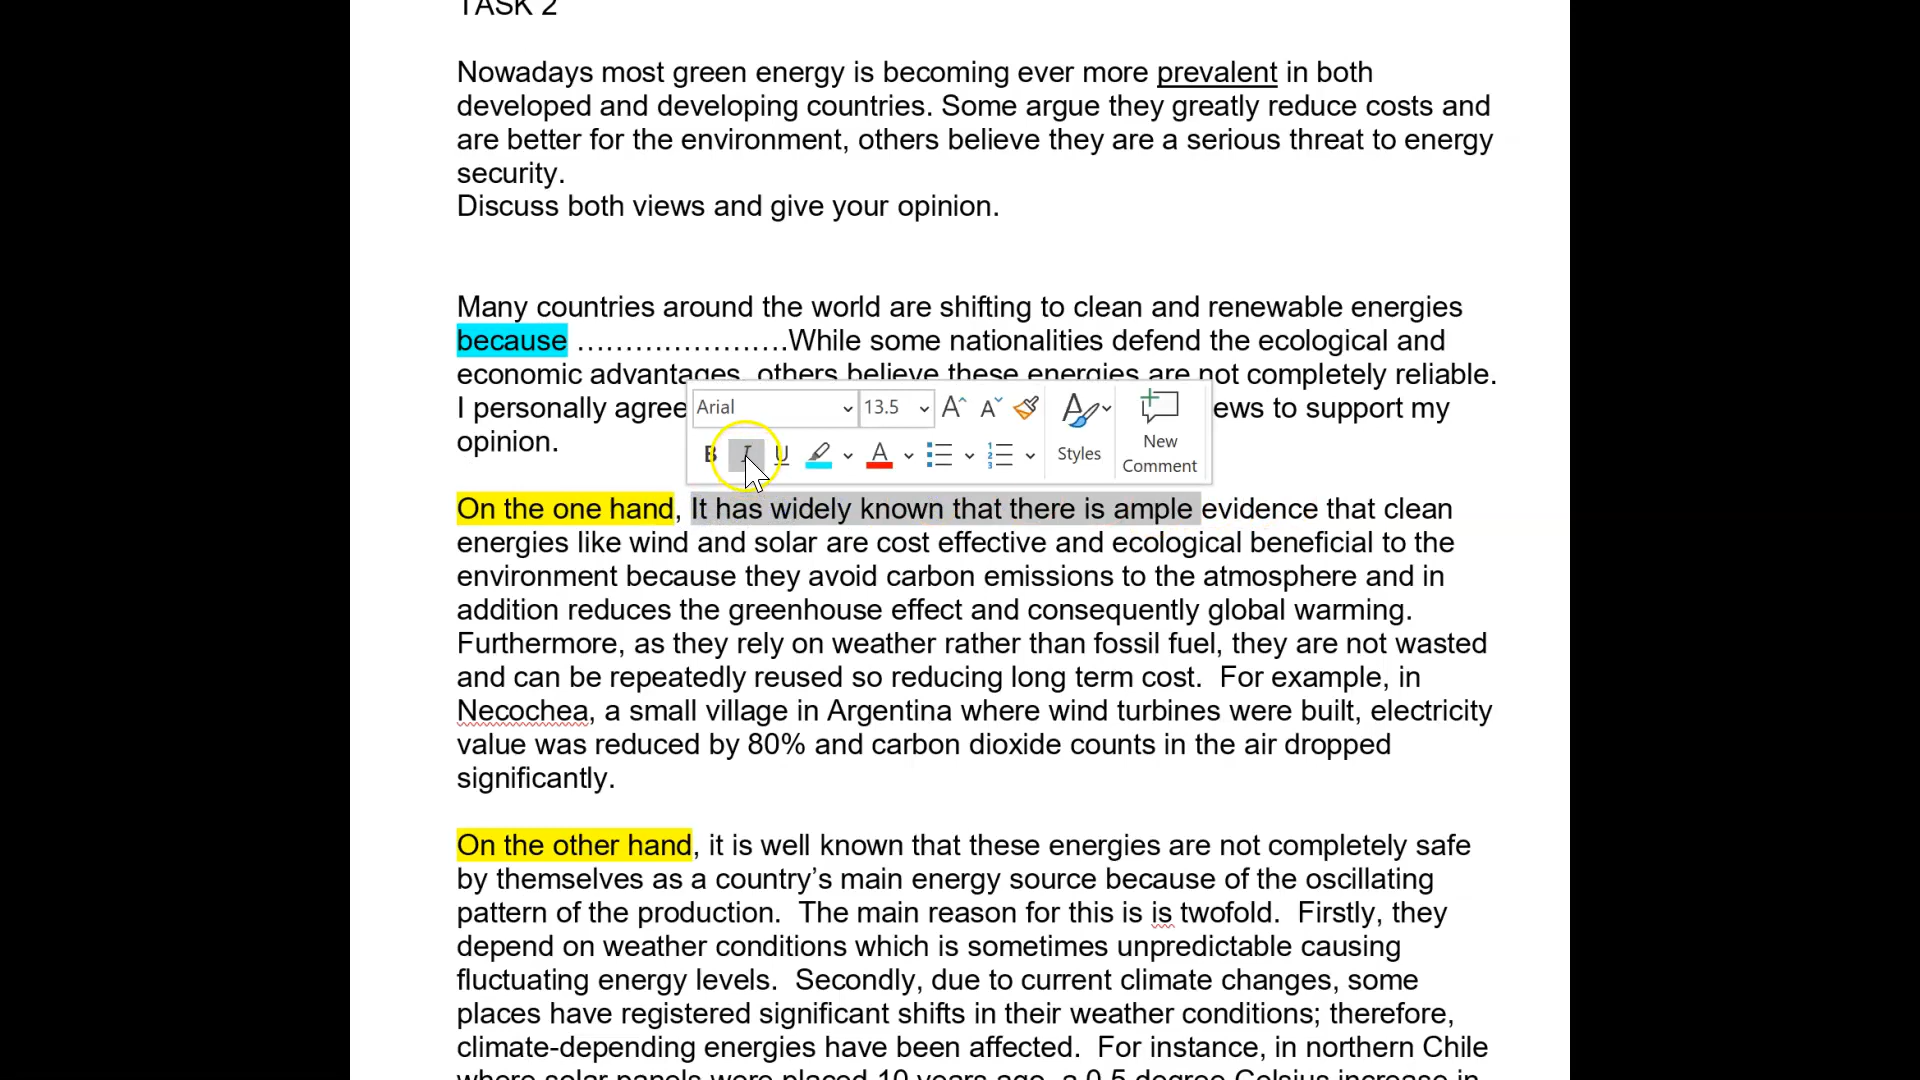 TASK 2
Nowadays most green energy is becoming ever more prevalent in both
developed and developing countries. Some argue they greatly reduce costs and
are better for the environment, others believe they are a serious threat to energy
security.
Discuss both views and give your opinion.
Many countries around the world are shifting to clean and renewable energies
because …………………..While some nationalities defend the ecological and
economic advantages, others believe these energies are not completely reliable.
I personally agree ews to support my
opinion.
Arial 13.5
B I U Styles New
Comment
On the one hand, It has widely known that there is ample evidence that clean
energies like wind and solar are cost effective and ecological beneficial to the
environment because they avoid carbon emissions to the atmosphere and in
addition reduces the greenhouse effect and consequently global warming.
Furthermore, as they rely on weather rather than fossil fuel, they are not wasted
and can be repeatedly reused so reducing long term cost.  For example, in
Necochea, a small village in Argentina where wind turbines were built, electricity
value was reduced by 80% and carbon dioxide counts in the air dropped
significantly.
On the other hand, it is well known that these energies are not completely safe
by themselves as a country’s main energy source because of the oscillating
pattern of the production.  The main reason for this is is twofold.  Firstly, they
depend on weather conditions which is sometimes unpredictable causing
fluctuating energy levels.  Secondly, due to current climate changes, some
places have registered significant shifts in their weather conditions; therefore,
climate-depending energies have been affected.  For instance, in northern Chile
where solar panels were placed 10 years ago, a 0.5 degree Celsius increase in